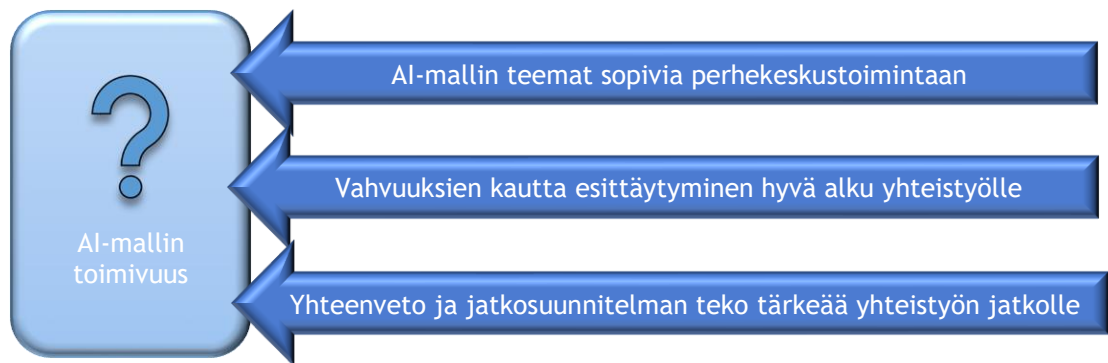 AI-mallin teemat sopivia perhekeskustoimintaan
?
Vahvuuksien kautta esittäytyminen hyvä alku yhteistyölle
AI-mallin
toimivuus
Yhteenveto ja jatkosuunnitelman teko tärkeää yhteistyön jatkolle